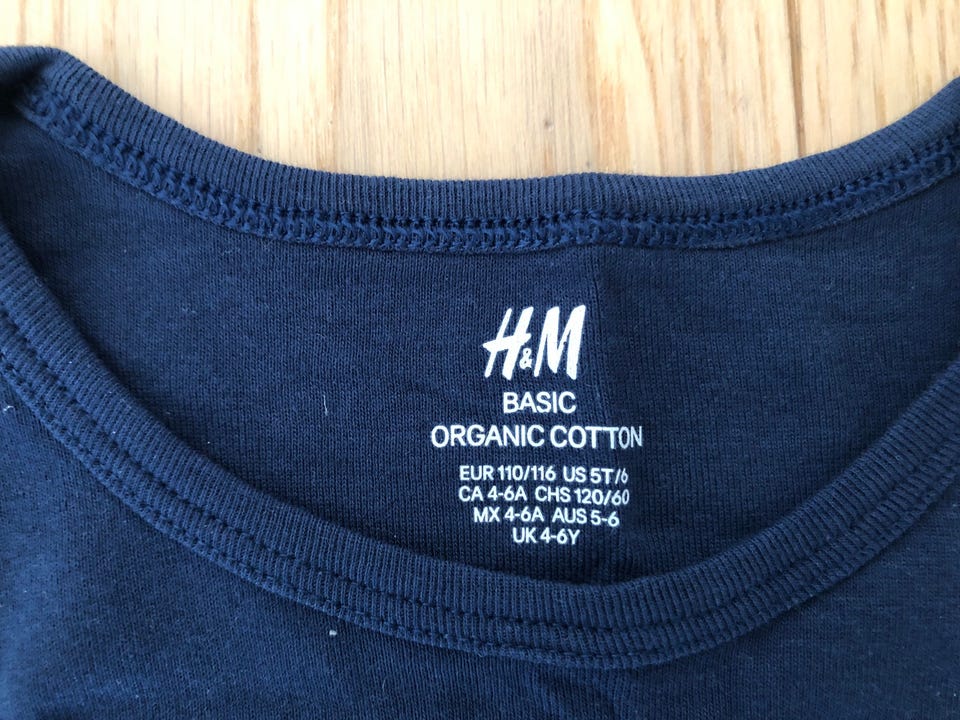 H&M
BASIC
ORGANIC COTTON
EUR 110/116 US 5T/6
CA 4-6A CHS 120/60
MX 4-6A AUS 5-6
UK 4-6Y